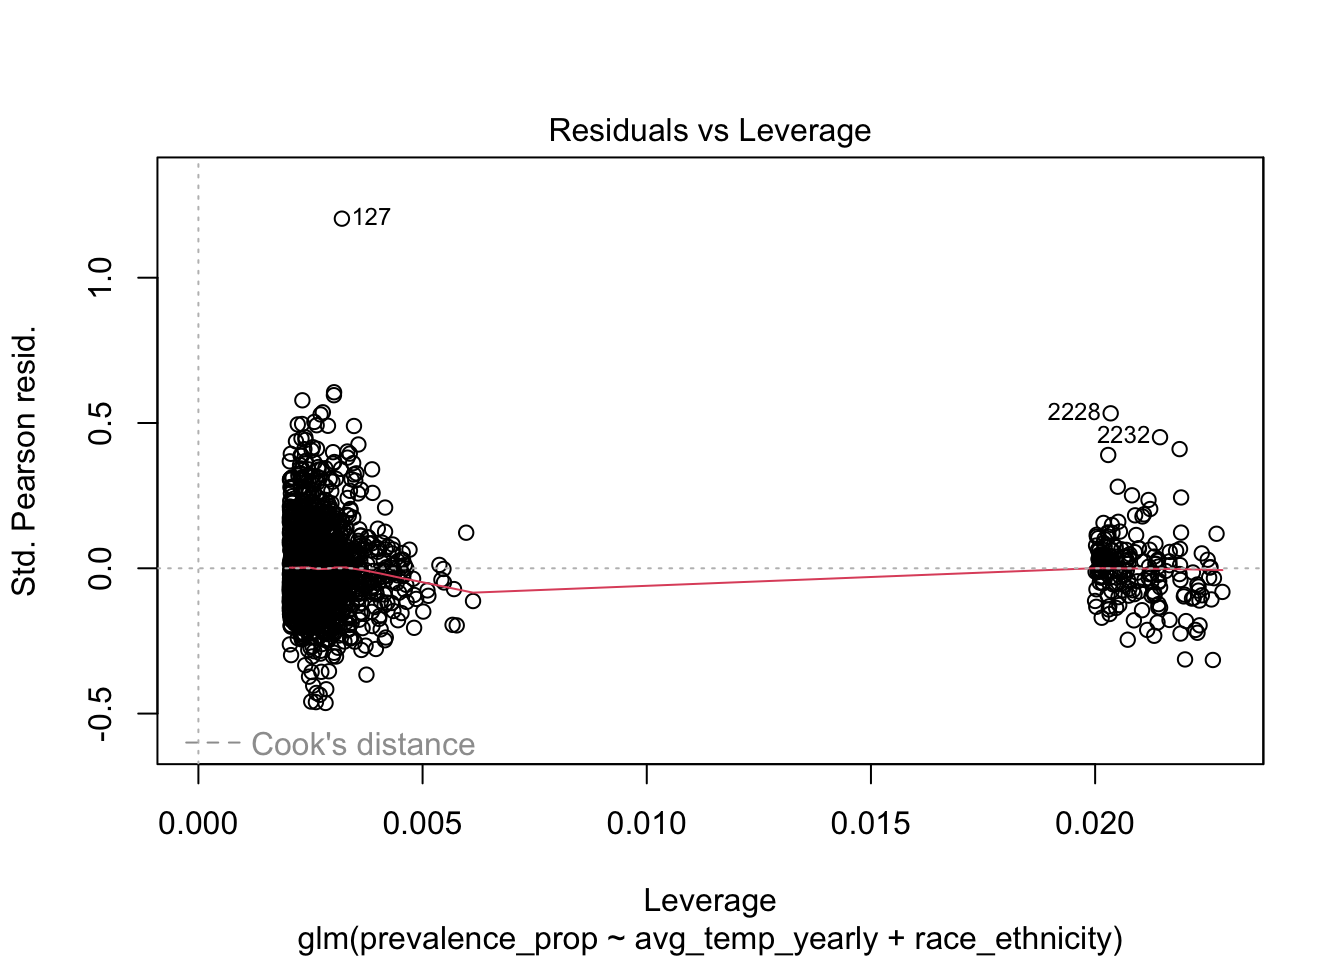 Residuals vs Leverage
127
2228
2232
Std. Pearson resid.
1.0
0.5
0.0
-0.5
Cook's distance
0.000 0.005 0.010 0.015 0.020
Leverage
glm(prevalence_prop ~ avg_temp_yearly + race_ethnicity)